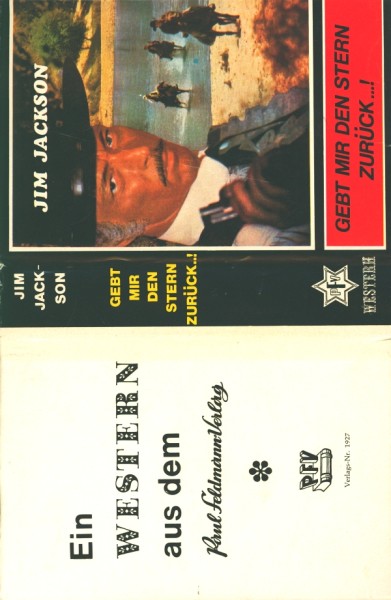 JIM JACKSON
GEBT MIR DEN STERN
ZURÜCK...!
JIM
JACK-
SON
GEBT
MIR
DEN
STERN
ZURÜCK..!
PFV
WESTERN
Ein
WESTERN
aus dem
Paul Feldmann Verlag
PFV
Verlags-Nr. 1927